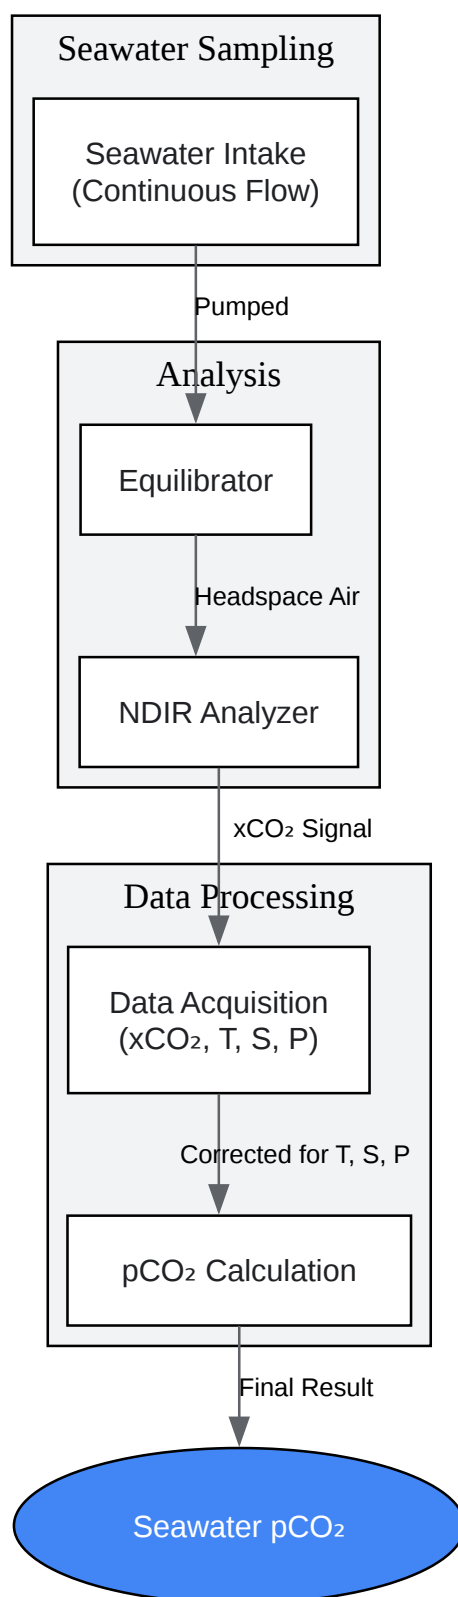 Seawater Sampling
Seawater Intake
(Continuous Flow)
Pumped
Analysis
Equilibrator
Headspace Air
NDIR Analyzer
xCO₂ Signal
Data Processing
Data Acquisition
(xCO₂, T, S, P)
Corrected for T, S, P
pCO₂ Calculation
Final Result
Seawater pCO₂